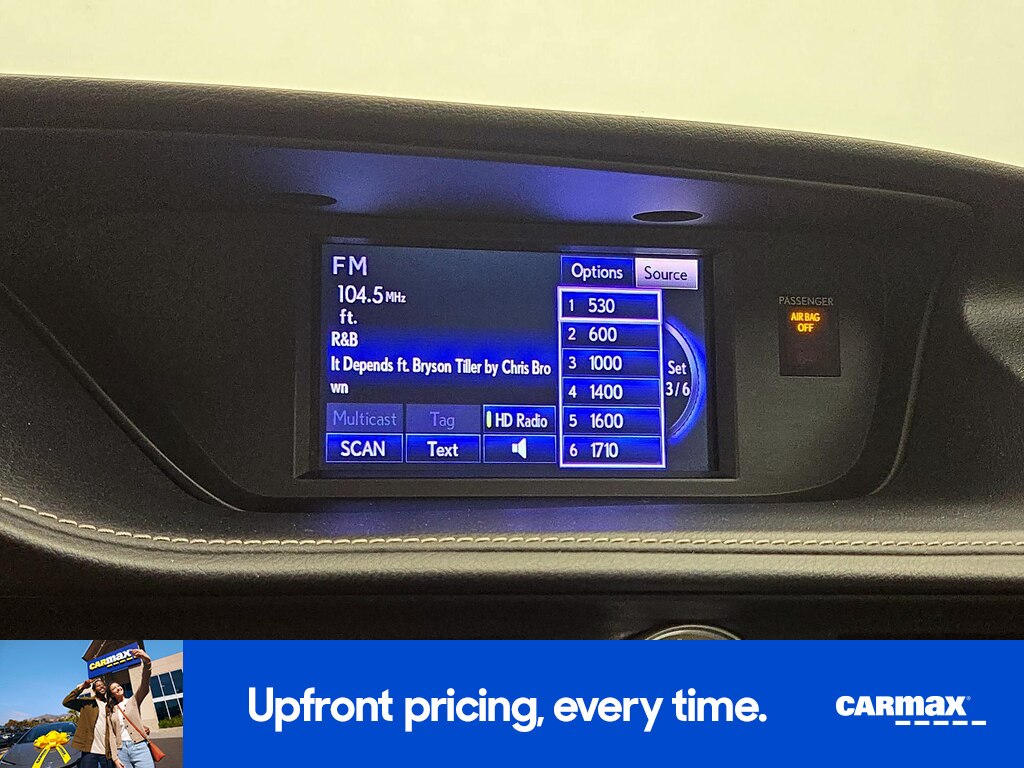 FM
104.5 MHz
ft.
R&B
It Depends ft. Bryson Tiller by Chris Bro
wn
Multicast Tag HD Radio
SCAN Text
Options Source
1 530
2 600
3 1000
4 1400
5 1600
6 1710
Set
3/6
PASSENGER
AIR BAG
OFF
CARMAX
Upfront pricing, every time.
CARMAX